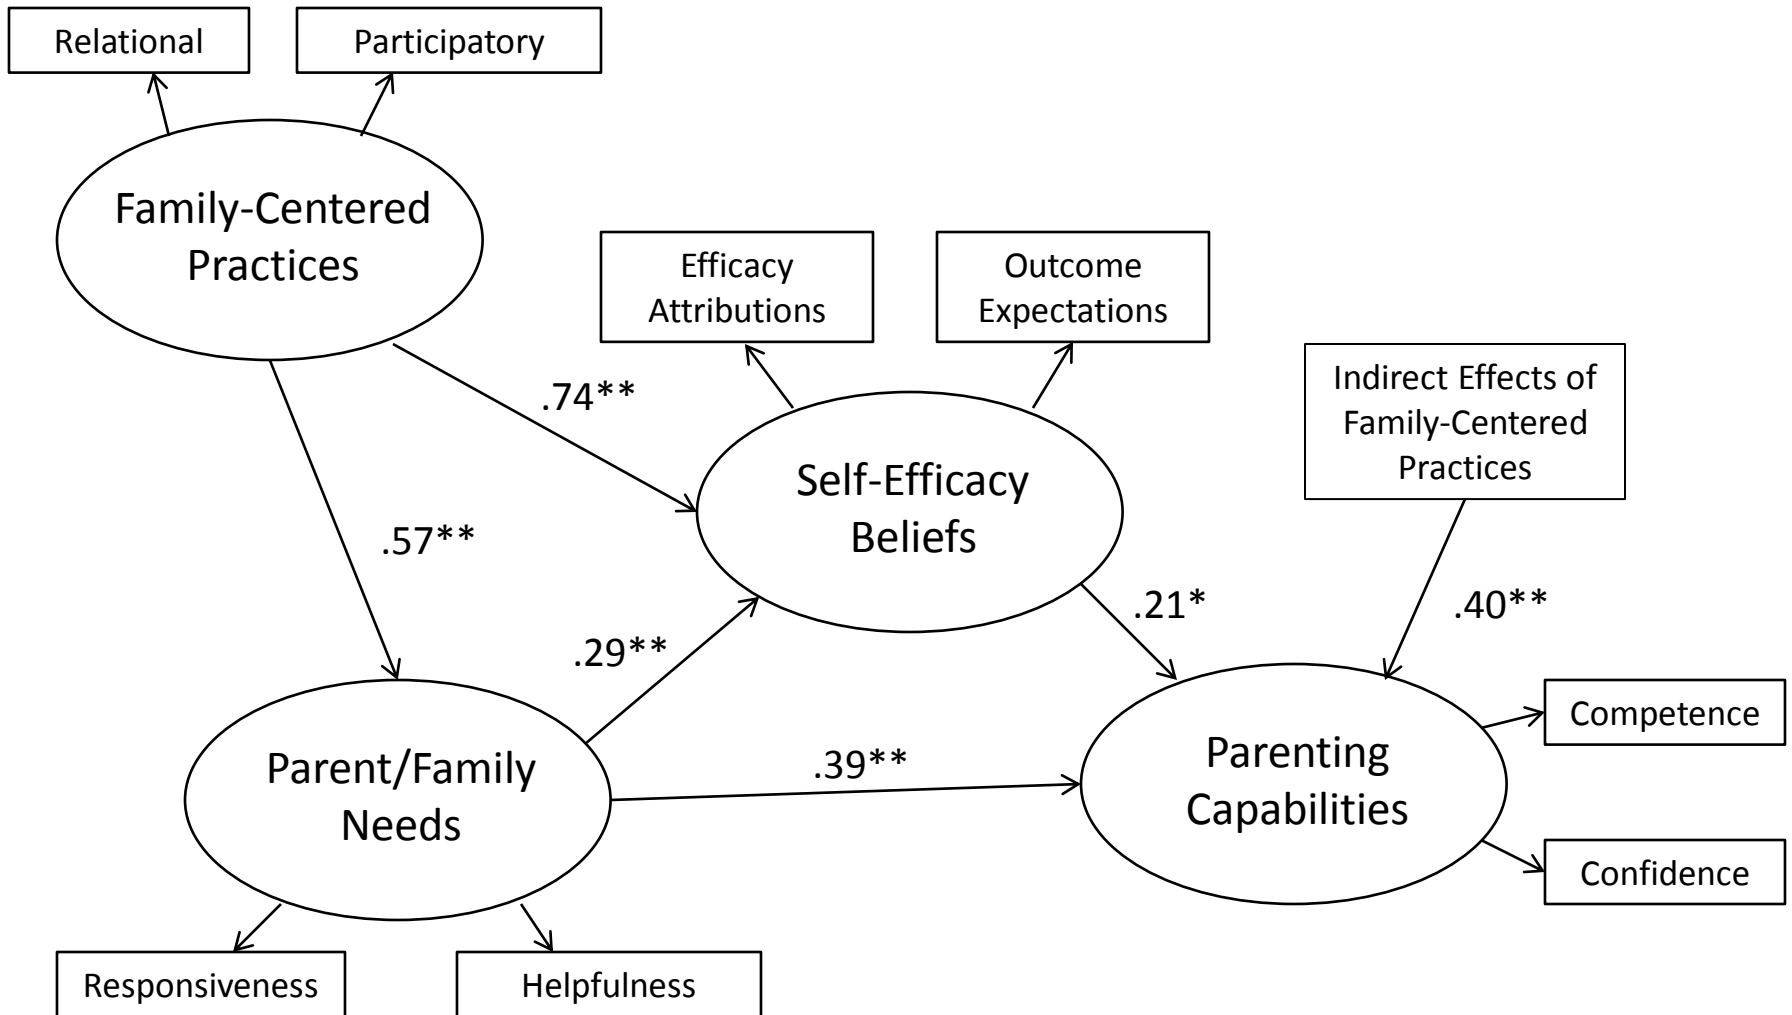 Relational
Participatory
Family-Centered
Practices
Efficacy
Attributions
Outcome
Expectations
Indirect Effects of
Family-Centered
Practices
.74**
Self-Efficacy
Beliefs
.57**
.29**
.21*
.40**
Parent/Family
Needs
.39**
Parenting
Capabilities
Competence
Confidence
Responsiveness
Helpfulness